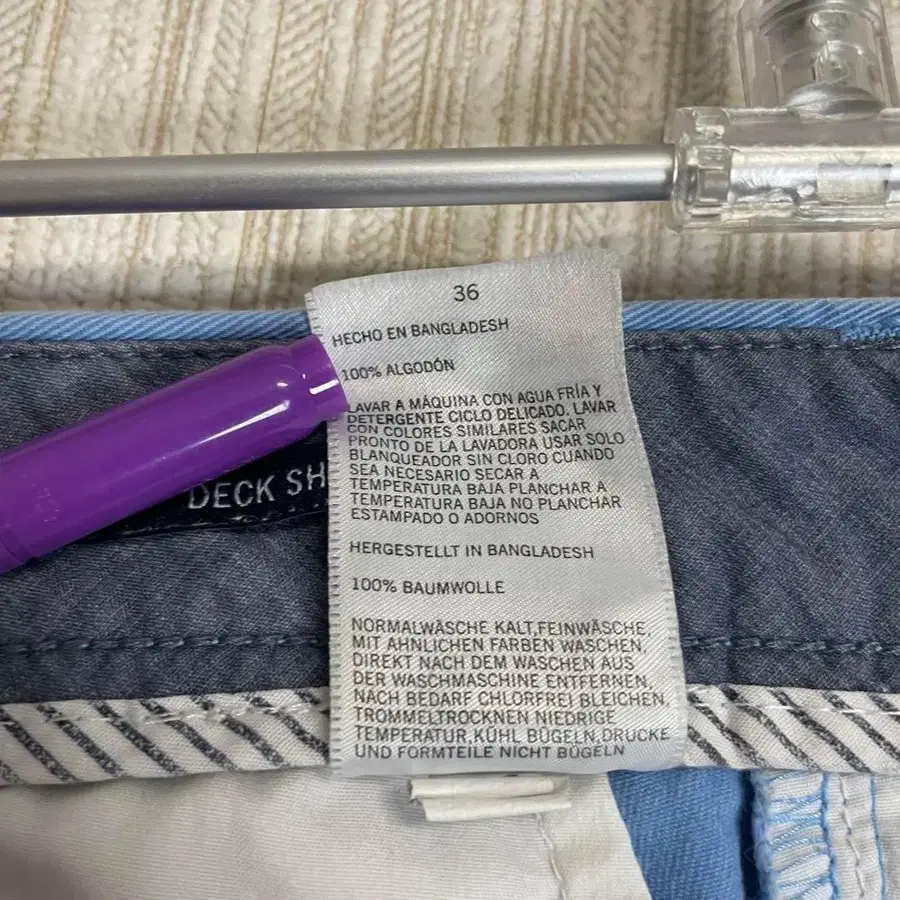 36
HECHO EN BANGLADESH
100% ALGODÓN
LAVAR A MÁQUINA CON AGUA FRÍA Y
DETERGENTE CICLO DELICADO. LAVAR
CON COLORES SIMILARES SACAR
PRONTO DE LA LAVADORA USAR SOLO
BLANQUEADOR SIN CLORO CUANDO
SEA NECESARIO SECAR A
TEMPERATURA BAJA PLANCHAR A
TEMPERATURA BAJA NO PLANCHAR
ESTAMPADO O ADORNOS
DECK SH
HERGESTELLT IN BANGLADESH
100% BAUMWOLLE
NORMALWÄSCHE KALT,FEINWÄSCHE,
MIT ÄHNLICHEN FARBEN WASCHEN,
DIREKT NACH DEM WASCHEN AUS
DER WASCHMASCHINE ENTFERNEN,
NACH BEDARF CHLORFREI BLEICHEN,
TROMMELTROCKNEN NIEDRIGE
TEMPERATUR,KÜHL BÜGELN,DRUCKE
UND FORMTEILE NICHT BÜGELN